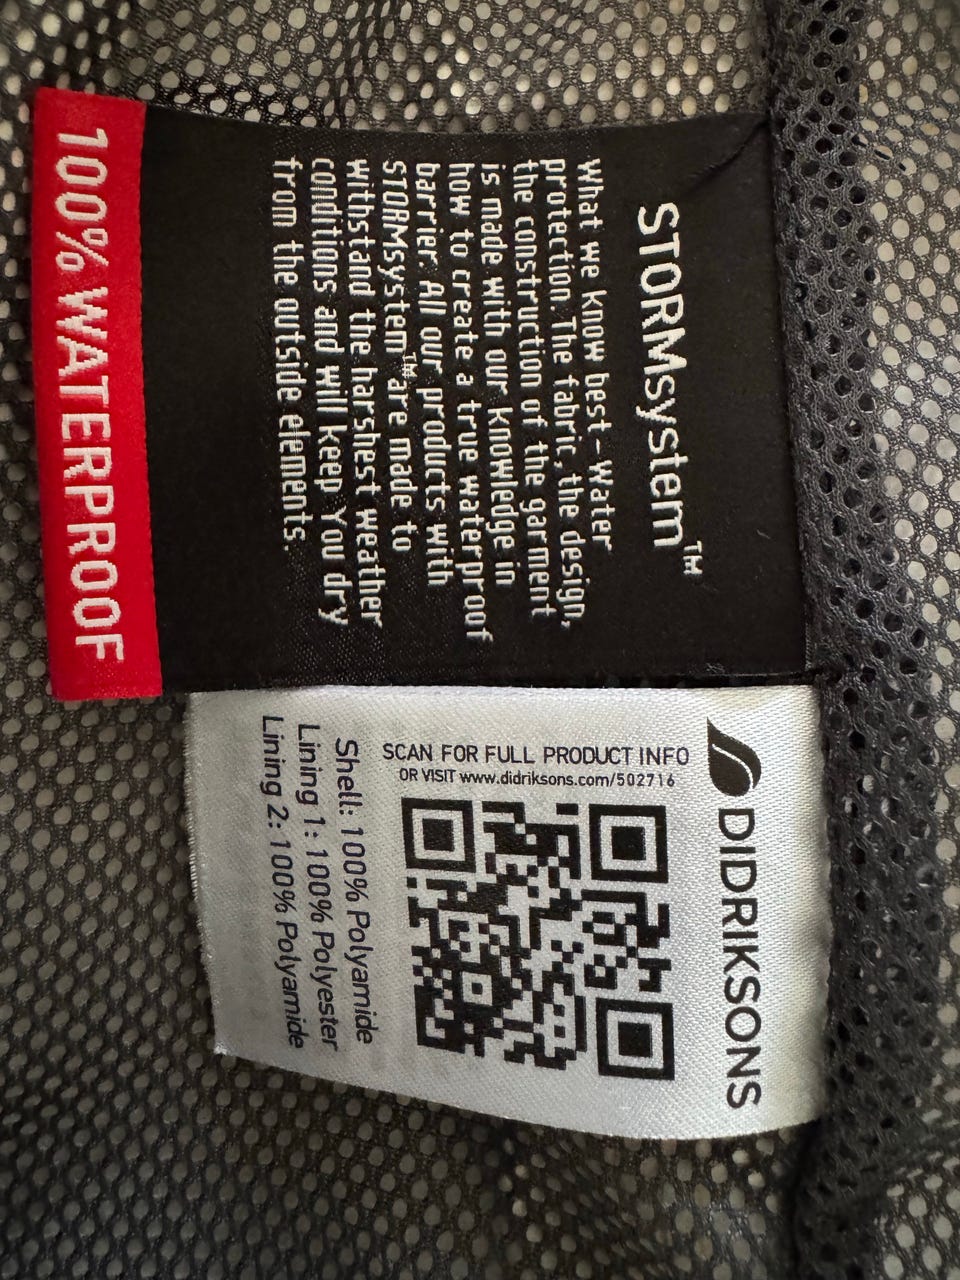 STORMsystem™
What we know best-Water
protection. The fabric, the design,
the construction of the garment
is made with our knowledge in
how to create a true waterproof
barrier. All our products with
STORMsystem™ are made to
withstand the harshest weather
conditions and will keep you dry
from the outside elements.
100% WATERPROOF
DIDRIKSONS
SCAN FOR FULL PRODUCT INFO
OR VISIT www.didriksons.com/502716
Shell: 100% Polyamide
Lining 1: 100% Polyester
Lining 2: 100% Polyamide